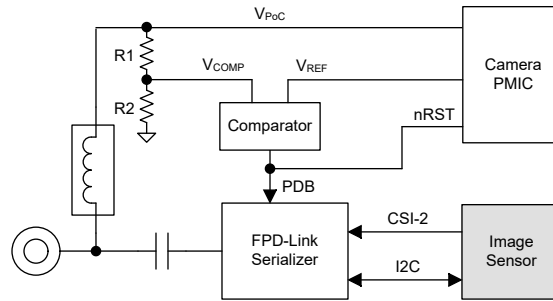 VPoC
R1
VCOMP
VREF
Camera
PMIC
R2
Comparator
nRST
PDB
FPD-Link
Serializer
CSI-2
I2C
Image
Sensor